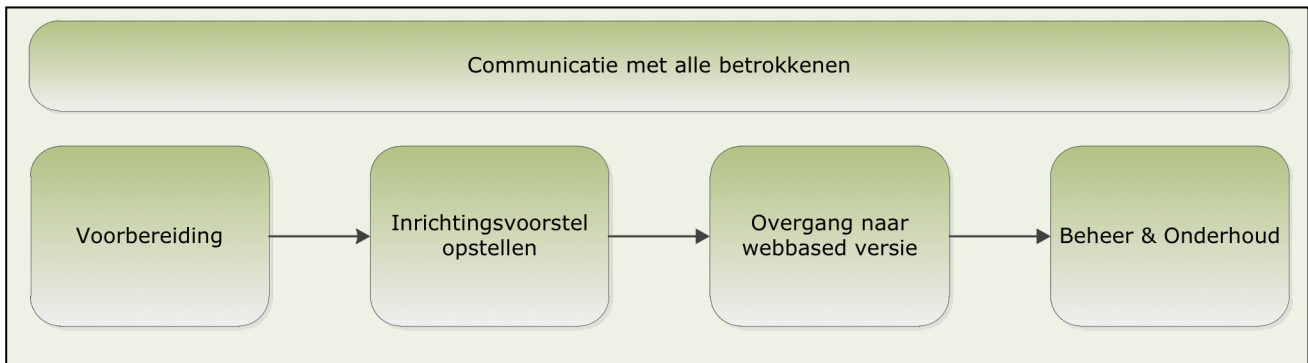 Communicatie met alle betrokkenen
Voorbereiding
Inrichtingsvoorstel
opstellen
Overgang naar
webbased versie
Beheer & Onderhoud